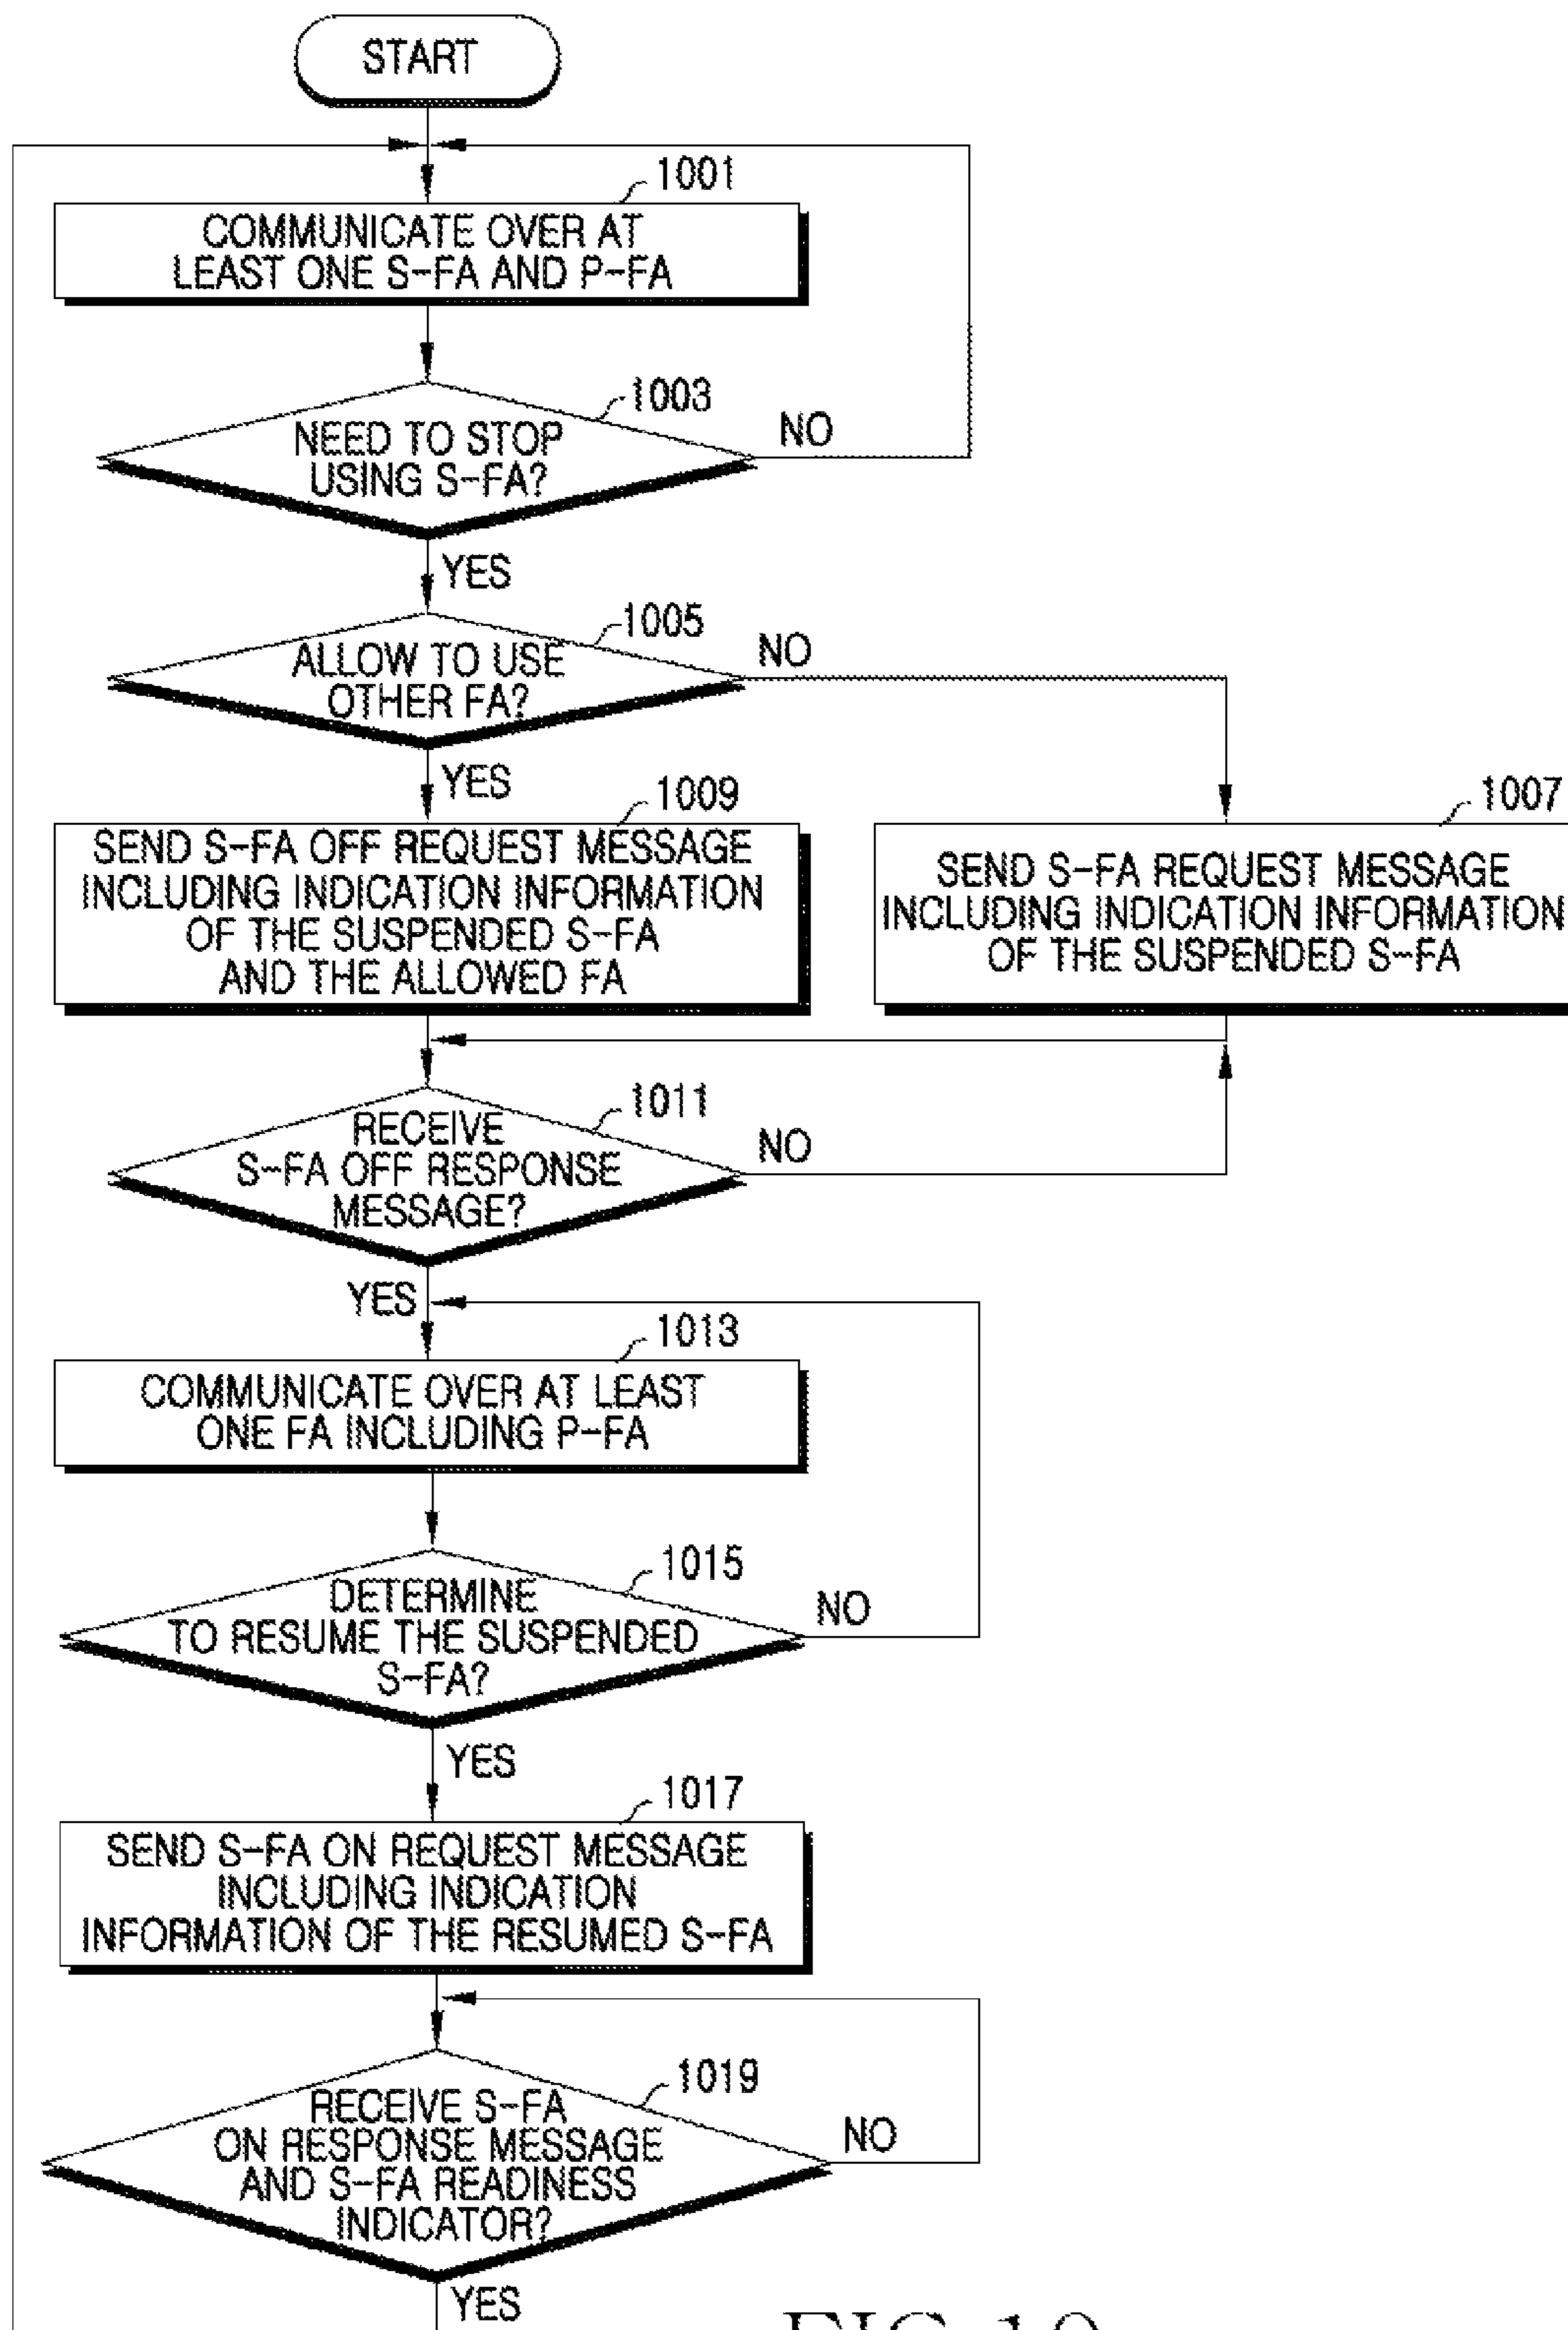 START
1001
COMMUNICATE OVER AT
LEAST ONE S-FA AND P-FA
1003
NEED TO STOP
USING S-FA?
NO
YES
1005
ALLOW TO USE
OTHER FA?
NO
YES
1009
SEND S-FA OFF REQUEST MESSAGE
INCLUDING INDICATION INFORMATION
OF THE SUSPENDED S-FA
AND THE ALLOWED FA
1007
SEND S-FA REQUEST MESSAGE
INCLUDING INDICATION INFORMATION
OF THE SUSPENDED S-FA
1011
RECEIVE
S-FA OFF RESPONSE
MESSAGE?
NO
YES
1013
COMMUNICATE OVER AT LEAST
ONE FA INCLUDING P-FA
1015
DETERMINE
TO RESUME THE SUSPENDED
S-FA?
NO
YES
1017
SEND S-FA ON REQUEST MESSAGE
INCLUDING INDICATION
INFORMATION OF THE RESUMED S-FA
1019
RECEIVE S-FA
ON RESPONSE MESSAGE
AND S-FA READINESS
INDICATOR?
NO
YES